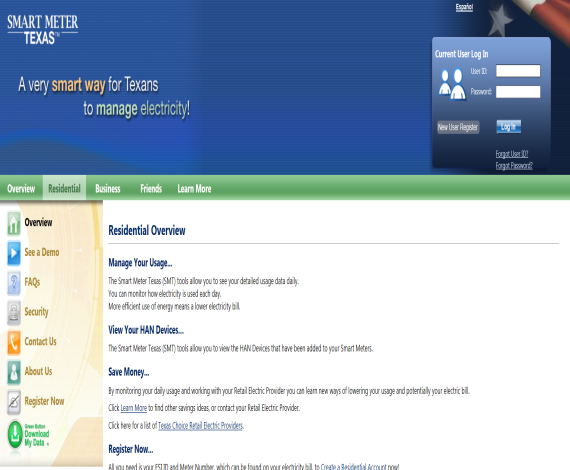 Español
SMART METER
TEXAS™
A very smart way for Texans
to manage electricity!
Current User Log In
User ID:
Password:
New User Register
Log In
Forgot User ID?
Forgot Password?
Overview
Residential
Business
Friends
Learn More
Overview
See a Demo
FAQs
Security
Contact Us
About Us
Register Now
Green Button
Download
My Data
Residential Overview
Manage Your Usage...
The Smart Meter Texas (SMT) tools allow you to see your detailed usage data daily.
You can monitor how electricity is used each day.
More efficient use of energy means a lower electricity bill.
View Your HAN Devices...
The Smart Meter Texas (SMT) tools allow you to view the HAN Devices that have been added to your Smart Meters.
Save Money...
By monitoring your daily usage and working with your Retail Electric Provider you can learn new ways of lowering your usage and potentially your electric bill.
Click Learn More to find other savings ideas, or contact your Retail Electric Provider.
Click here for a list of Texas Choice Retail Electric Providers.
Register Now...
All you need is your ESIID and Meter Number, which can be found on your electricity bill, to Create a Residential Account now!